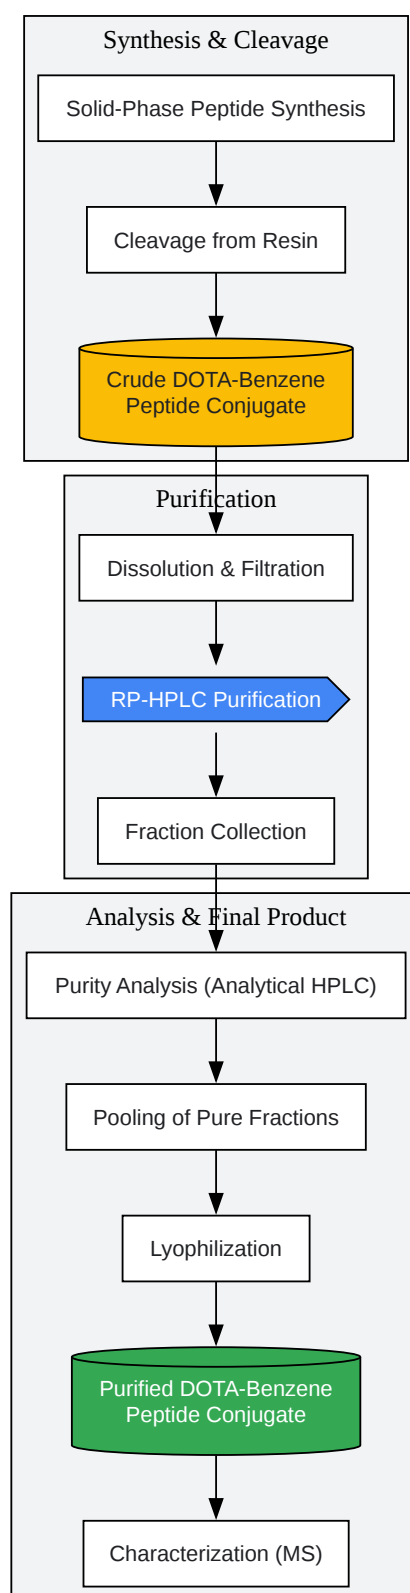 Synthesis & Cleavage
Solid-Phase Peptide Synthesis
Cleavage from Resin
Crude DOTA-Benzene
Peptide Conjugate
Purification
Dissolution & Filtration
RP-HPLC Purification
Fraction Collection
Analysis & Final Product
Purity Analysis (Analytical HPLC)
Pooling of Pure Fractions
Lyophilization
Purified DOTA-Benzene
Peptide Conjugate
Characterization (MS)